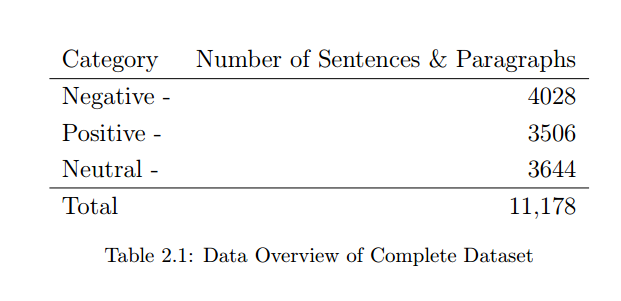 Category Number of Sentences & Paragraphs
Negative - 4028
Positive - 3506
Neutral - 3644
Total 11,178
Table 2.1: Data Overview of Complete Dataset